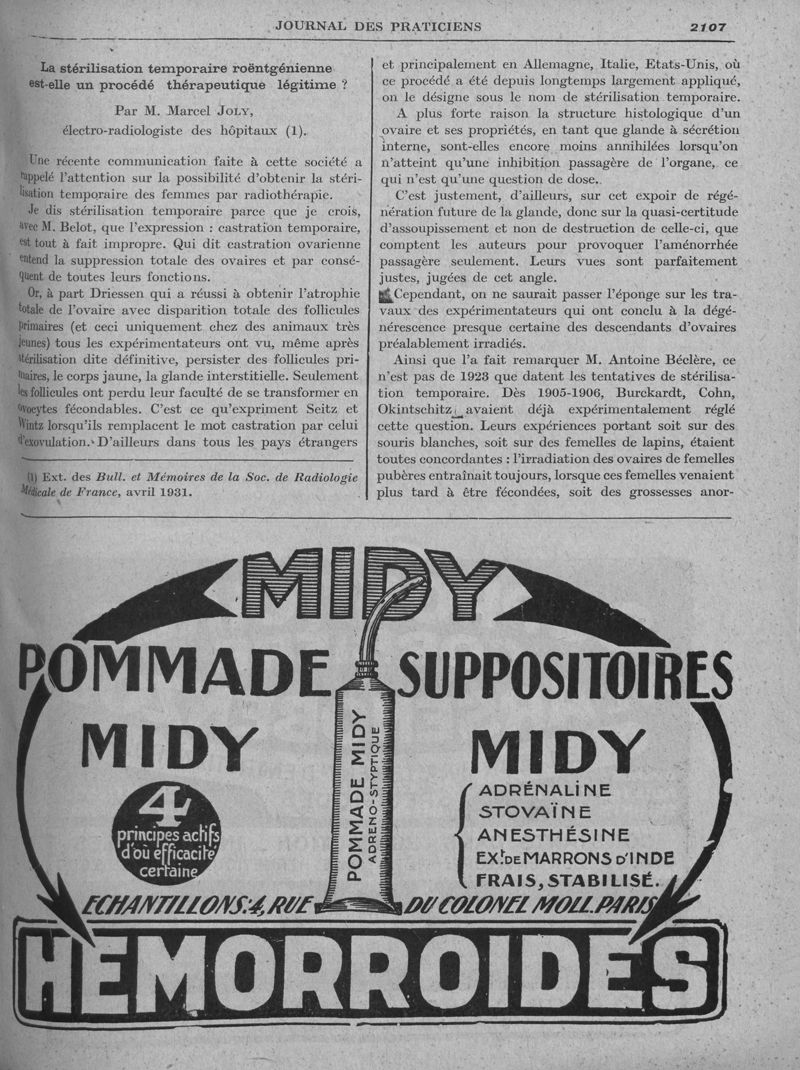 JOURNAL DES PRATICIENS
2107
La stérilisation temporaire roëntgénienne
est-elle un procédé thérapeutique légitime ?
Par M. Marcel JOLY,
électro-radiologiste des hôpitaux (1).
Une récente communication faite à cette société a
rappelé l'attention sur la possibilité d'obtenir la stéri-
lisation temporaire des femmes par radiothérapie.
Je dis stérilisation temporaire parce que je crois,
avec M. Belot, que l'expression : castration temporaire,
est tout à fait impropre. Qui dit castration ovarienne
entend la suppression totale des ovaires et par consé-
quent de toutes leurs fonctions.
Or, à part Driessen qui a réussi à obtenir l'atrophie
totale de l'ovaire avec disparition totale des follicules
primaires (et ceci uniquement chez des animaux très
jeunes) tous les expérimentateurs ont vu, même après
stérilisation dite définitive, persister des follicules pri-
maires, le corps jaune, la glande interstitielle. Seulement
les follicules ont perdu leur faculté de se transformer en
ovocytes fécondables. C'est ce qu'expriment Seitz et
Wintz lorsqu'ils remplacent le mot castration par celui
d'exovulation. D'ailleurs dans tous les pays étrangers
(1) Ext. des Bull. et Mémoires de la Soc. de Radiologie
Médicale de France, avril 1931.
et principalement en Allemagne, Italie, Etats-Unis, où
ce procédé a été depuis longtemps largement appliqué,
on le désigne sous le nom de stérilisation temporaire.
A plus forte raison la structure histologique d'un
ovaire et ses propriétés, en tant que glande à sécrétion
interne, sont-elles encore moins annihilées lorsqu'on
n'atteint qu'une inhibition passagère de l'organe, ce
qui n'est qu'une question de dose.
C'est justement, d'ailleurs, sur cet expoir de régé-
nération future de la glande, donc sur la quasi-certitude
d'assoupissement et non de destruction de celle-ci, que
comptent les auteurs pour provoquer l'aménorrhée
passagère seulement. Leurs vues sont parfaitement
justes, jugées de cet angle.
Cependant, on ne saurait passer l'éponge sur les tra-
vaux des expérimentateurs qui ont conclu à la dégé-
nérescence presque certaine des descendants d'ovaires
préalablement irradiés.
Ainsi que l'a fait remarquer M. Antoine Béclère, ce
n'est pas de 1923 que datent les tentatives de stérilisa-
tion temporaire. Dès 1905-1906, Burckardt, Cohn,
Okintschitz, avaient déjà expérimentalement réglé
cette question. Leurs expériences portant soit sur des
souris blanches, soit sur des femelles de lapins, étaient
toutes concordantes : l'irradiation des ovaires de femelles
pubères entraînait toujours, lorsque ces femelles venaient
plus tard à être fécondées, soit des grossesses anor-
MIDY
POMMADE
MIDY
4
principes actifs
d'où efficacité
certaine
POMMADE MIDY
ADRENO-STYPTIQUE
SUPPOSITOIRES
MIDY
ADRÉNALINE
STOVAÏNE
ANESTHÉSINE
EXt. DE MARRONS D'INDE
FRAIS, STABILISÉ.
ECHANTILLONS: 4, RUE DU COLONEL MOLL. PARIS
HEMORROIDES